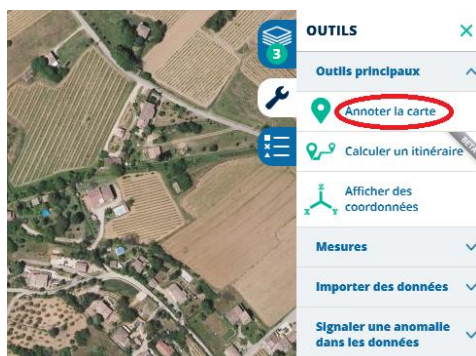 OUTILS
3
Outils principaux
Annoter la carte
Calculer un itinéraire
Z
Afficher des
X Y coordonnées
Mesures
Importer des données
Signaler une anomalie
dans les données